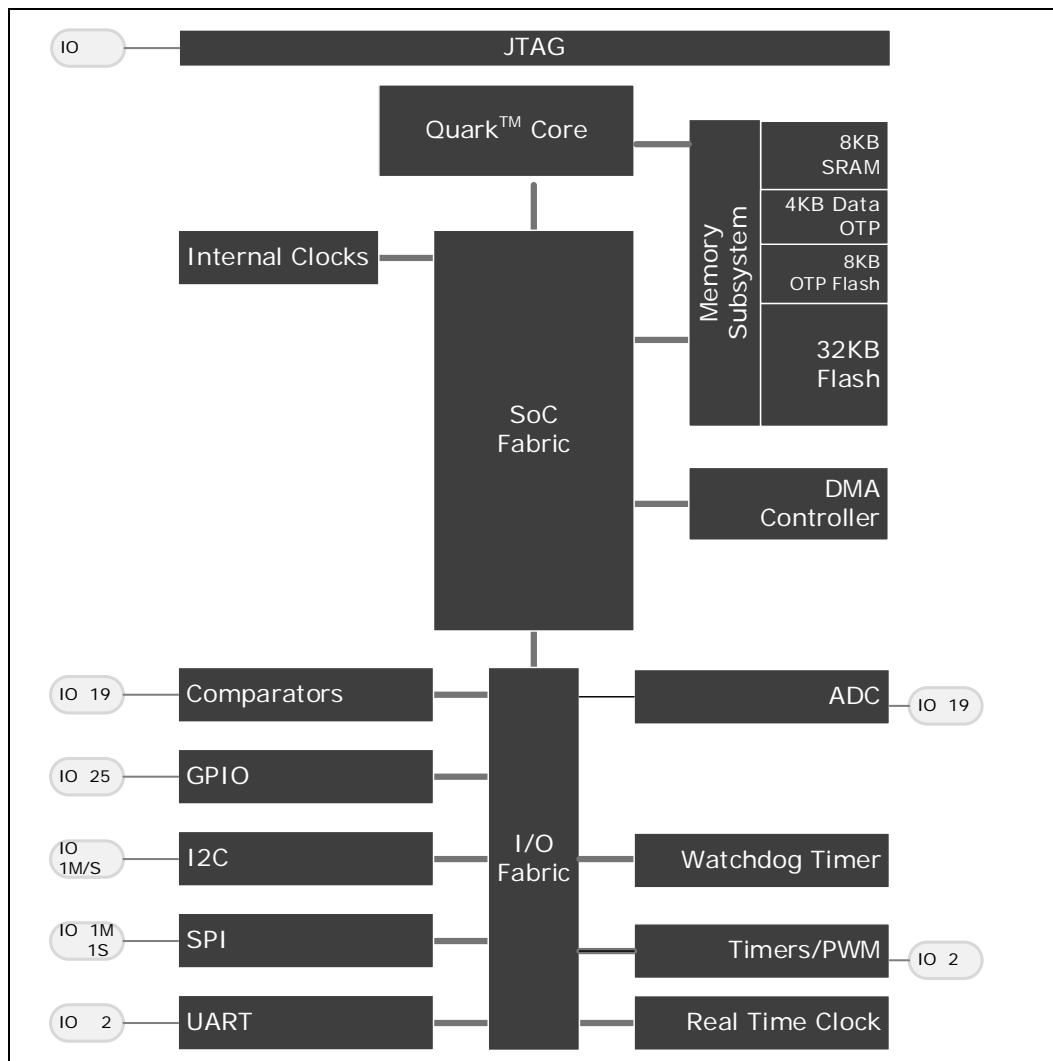 IO
JTAG
Quark™ Core
8KB
SRAM
4KB Data
OTP
8KB
OTP Flash
32KB
Flash
Memory
Subsystem
Internal Clocks
SoC
Fabric
DMA
Controller
IO 19
Comparators
ADC
IO 19
IO 25
GPIO
I/O
Fabric
IO
1M/S
I2C
Watchdog Timer
IO 1M
1S
SPI
Timers/PWM
IO 2
IO 2
UART
Real Time Clock